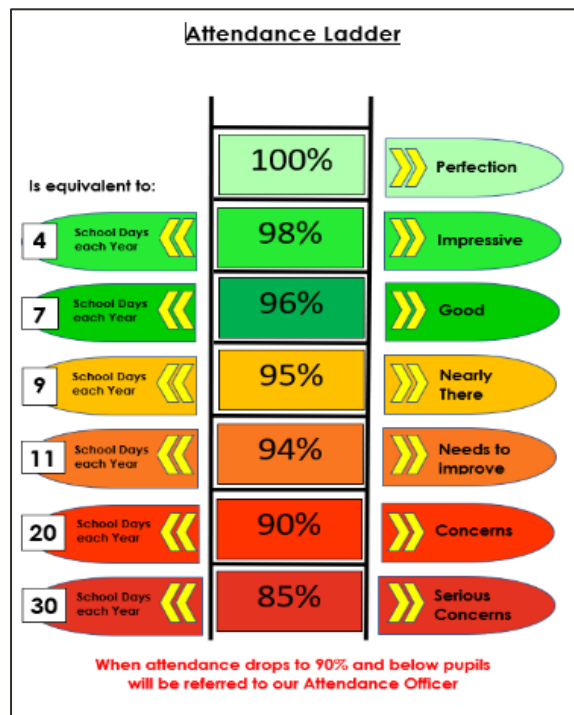 Attendance Ladder
100%
Perfection
Is equivalent to:
4
School Days
each Year
98%
Impressive
7
School Days
each Year
96%
Good
9
School Days
each Year
95%
Nearly
There
11
School Days
each Year
94%
Needs to
improve
20
School Days
each Year
90%
Concerns
30
School Days
each Year
85%
Serious
Concerns
When attendance drops to 90% and below pupils
will be referred to our Attendance Officer